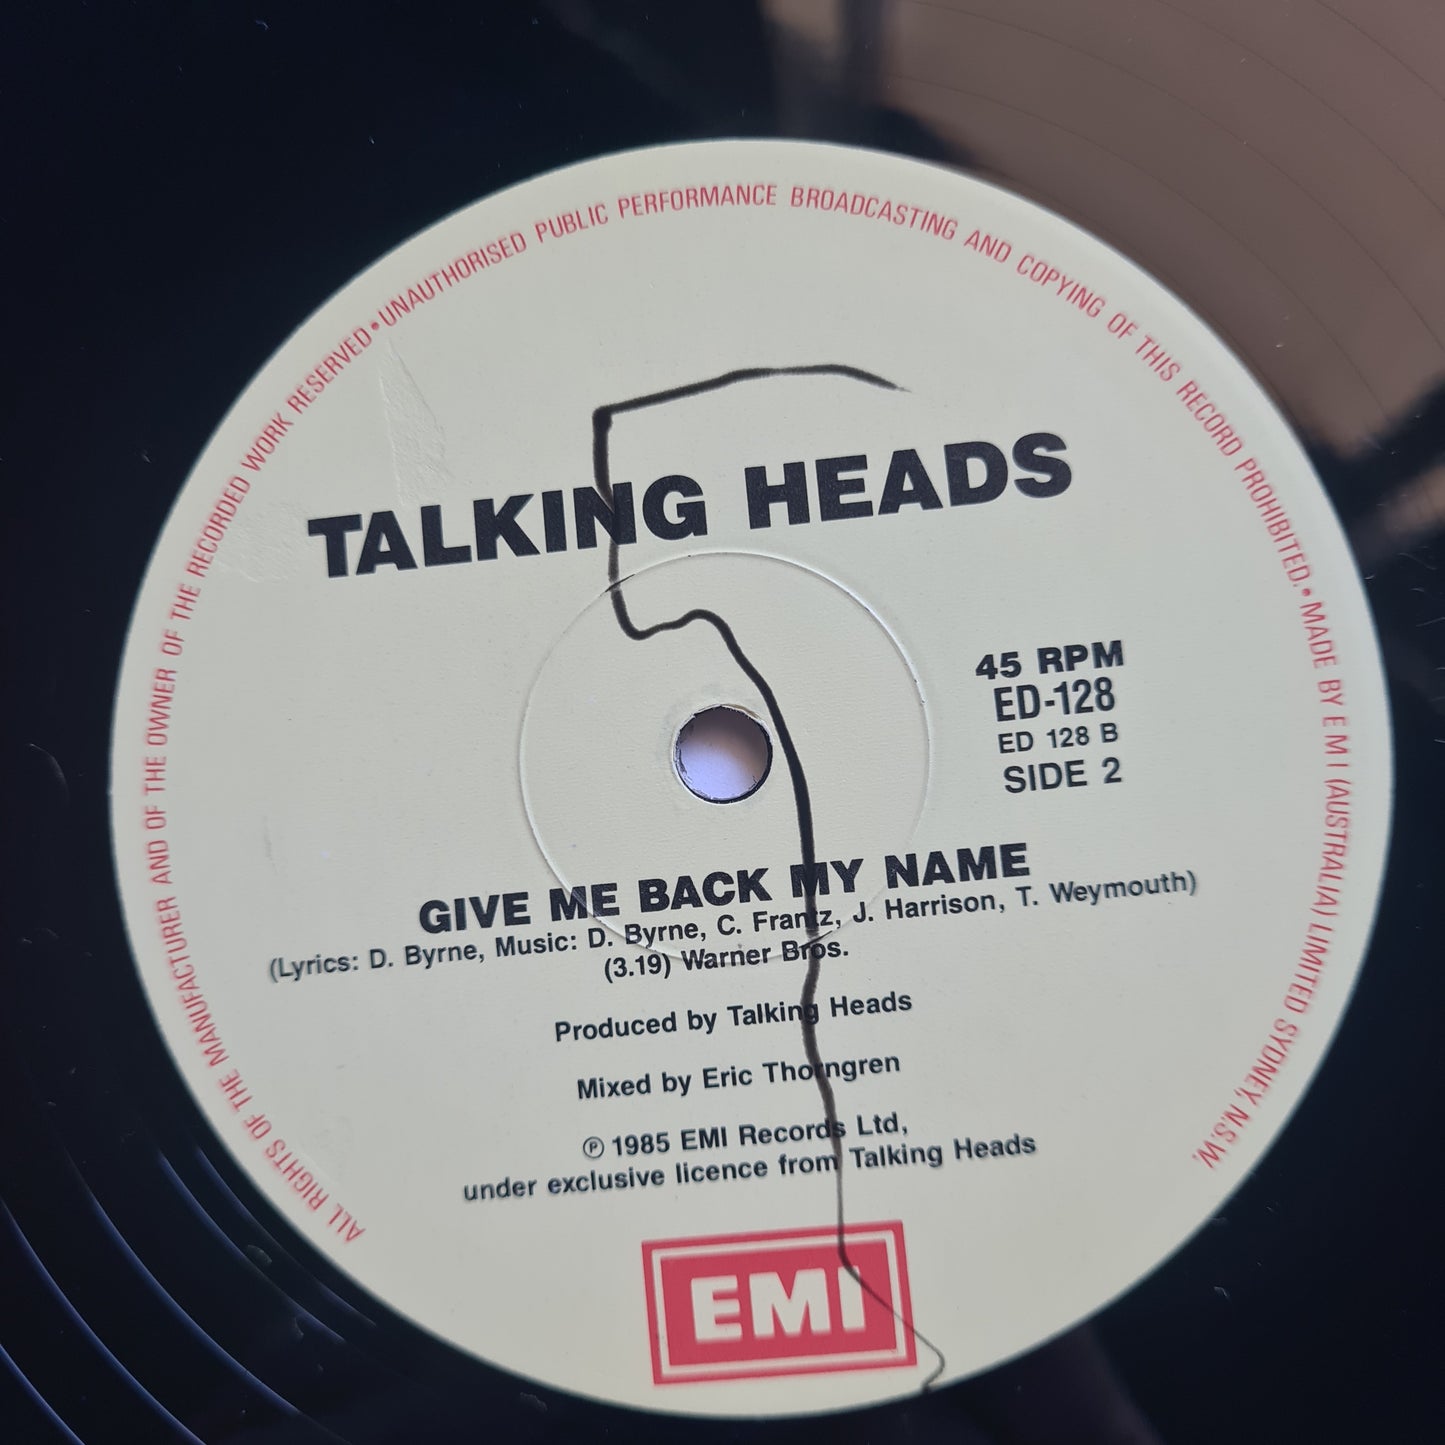 ALL RIGHTS OF THE MANUFACTURER AND OF THE OWNER OF THE RECORDED WORK RESERVED • UNAUTHORISED PUBLIC PERFORMANCE BROADCASTING AND COPYING OF THIS RECORD PROHIBITED. • MADE BY E M I (AUSTRALIA) LIMITED SYDNEY, N.S.W.
TALKING HEADS
45 RPM
ED-128
ED 128 B
SIDE 2
GIVE ME BACK MY NAME
(Lyrics: D. Byrne, Music: D. Byrne, C. Frantz, J. Harrison, T. Weymouth)
(3.19) Warner Bros.
Produced by Talking Heads
Mixed by Eric Thorngren
℗ 1985 EMI Records Ltd,
under exclusive licence from Talking Heads
EMI